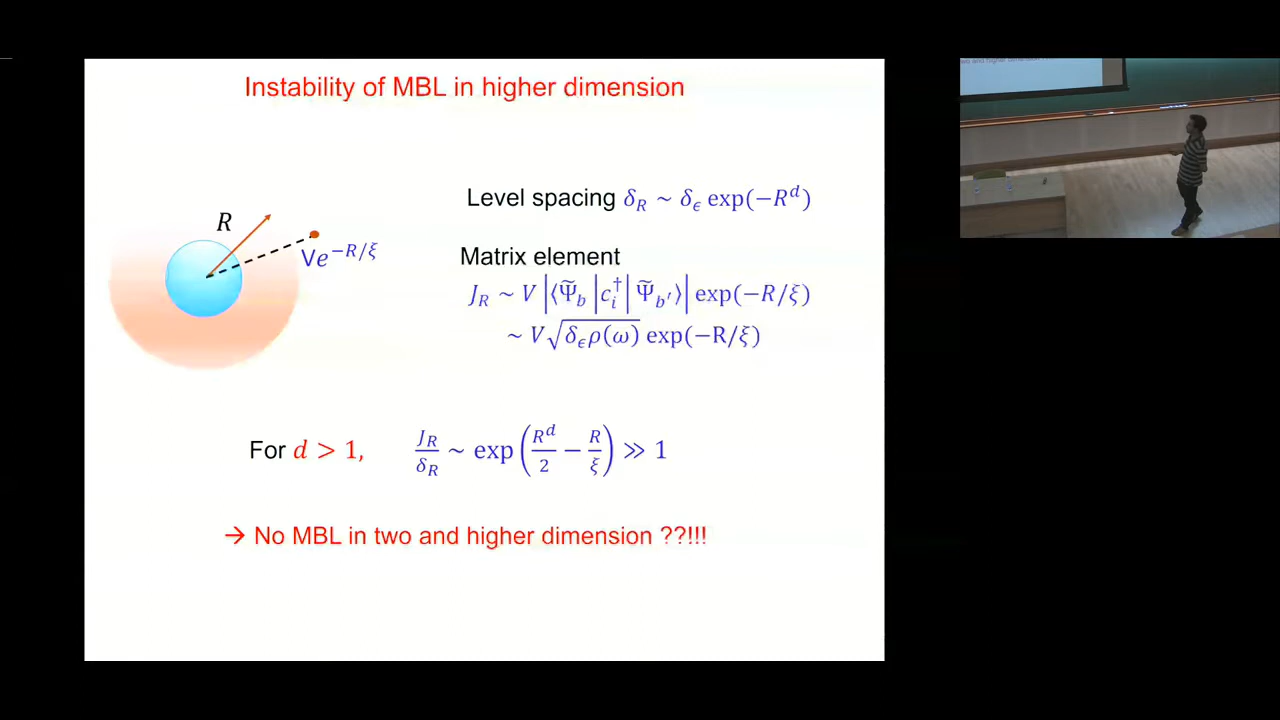 Instability of MBL in higher dimension
R
Ve^{-R/ξ}
Level spacing δ_R ~ δ_ϵ exp(−R^d)
Matrix element
J_R ~ V |⟨Ψ̃_b |c_i^†| Ψ̃_{b′}⟩| exp(−R/ξ)
~ V√(δ_ϵ ρ(ω)) exp(−R/ξ)
For d > 1, J_R/δ_R ~ exp(R^d/2 − R/ξ) ≫ 1
→ No MBL in two and higher dimension ??!!!